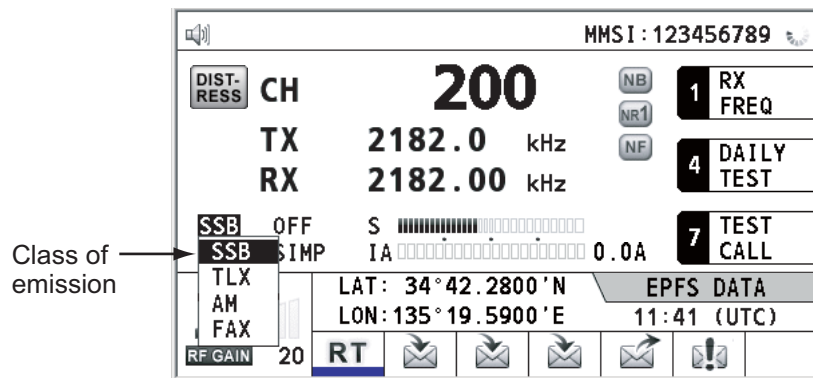 MMSI:123456789
DIST-
RESS
CH 200
NB
NR1
NF
1 RX
FREQ
TX 2182.0 kHz
RX 2182.00 kHz
4 DAILY
TEST
SSB OFF S
7 TEST
CALL
Class of
emission
SSB SIMP IA 0.0A
TLX
AM
FAX
LAT: 34°42.2800'N
LON:135°19.5900'E
EPFS DATA
11:41 (UTC)
RF GAIN 20
RT